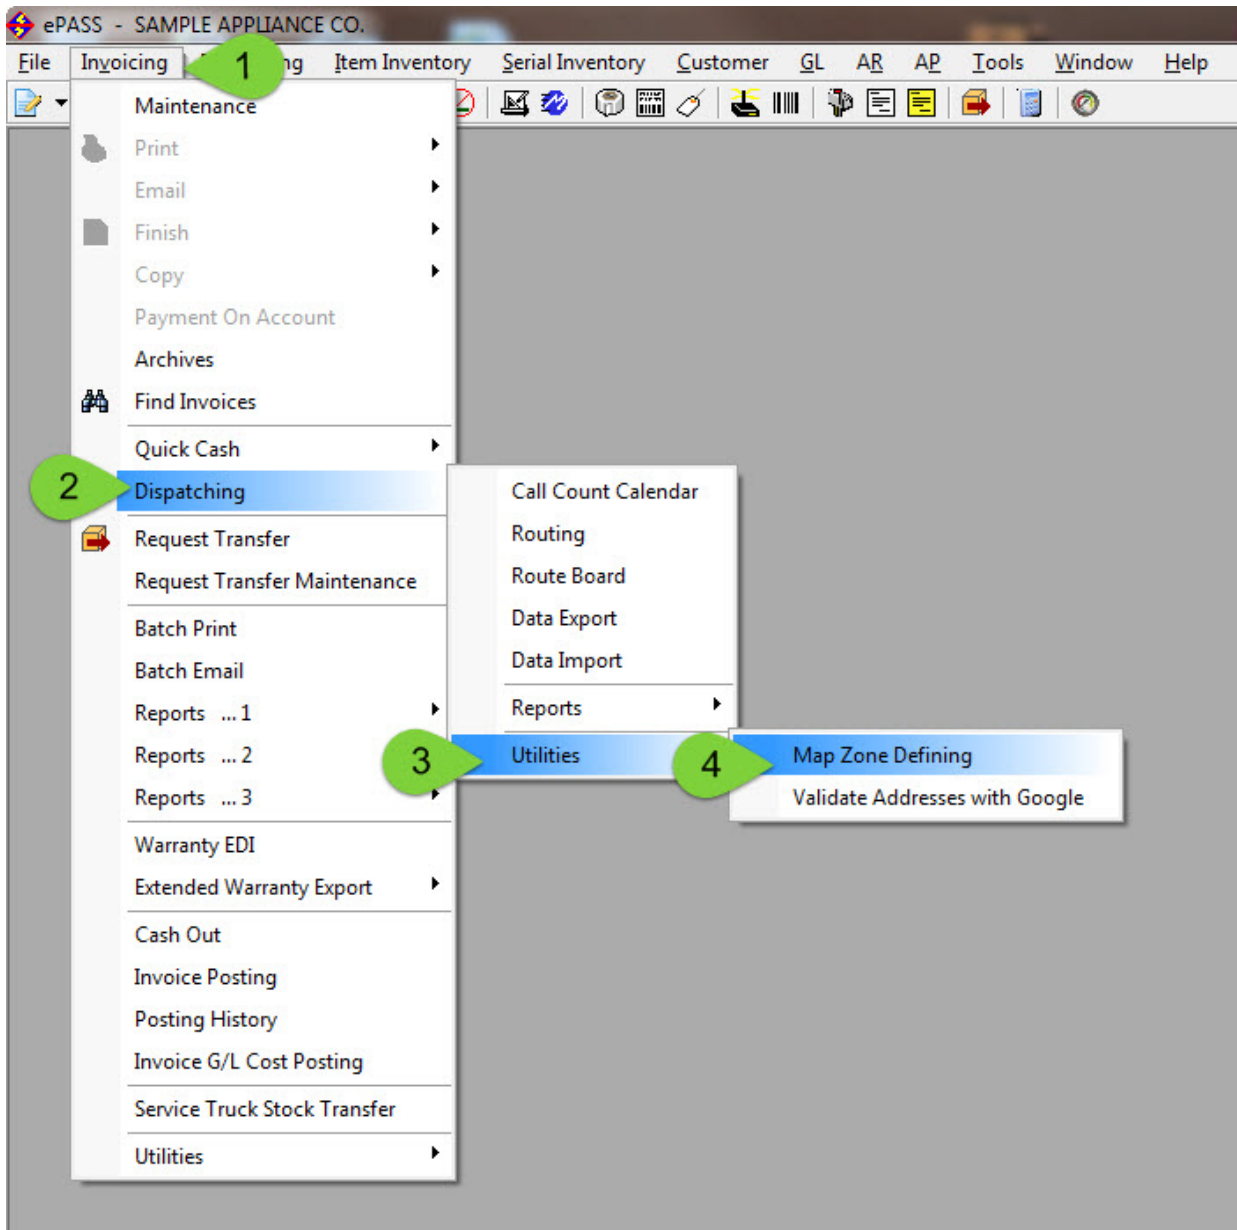 ePASS - SAMPLE APPLIANCE CO.
File Invoicing 1 ng Item Inventory Serial Inventory Customer GL AR AP Tools Window Help
Maintenance
Print
Email
Finish
Copy
Payment On Account
Archives
Find Invoices
Quick Cash
2 Dispatching
Request Transfer
Request Transfer Maintenance
Batch Print
Batch Email
Reports ... 1
Reports ... 2
Reports ... 3
Warranty EDI
Extended Warranty Export
Cash Out
Invoice Posting
Posting History
Invoice G/L Cost Posting
Service Truck Stock Transfer
Utilities
Call Count Calendar
Routing
Route Board
Data Export
Data Import
Reports
3 Utilities
4 Map Zone Defining
Validate Addresses with Google